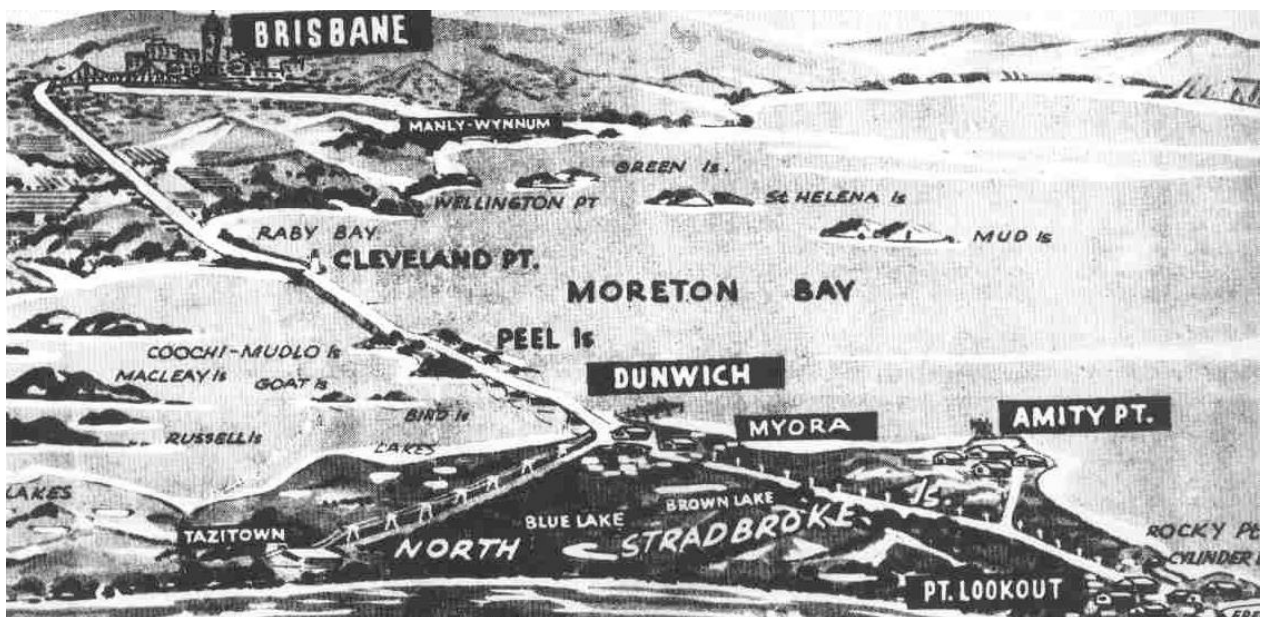 BRISBANE
MANLY-WYNNUM
GREEN Is.
WELLINGTON PT
St HELENA Is
MUD Is
RABY BAY.
CLEVELAND PT.
MORETON BAY
PEEL Is
COOCHI-MUDLO Is
MACLEAY Is
GOAT Is
DUNWICH
BIRD Is
MYORA
AMITY PT.
RUSSELL Is
LAKES
LAKES
TAZITOWN
BLUE LAKE
BROWN LAKE
NORTH STRADBROKE Is.
ROCKY Pt
CYLINDER
PT. LOOKOUT